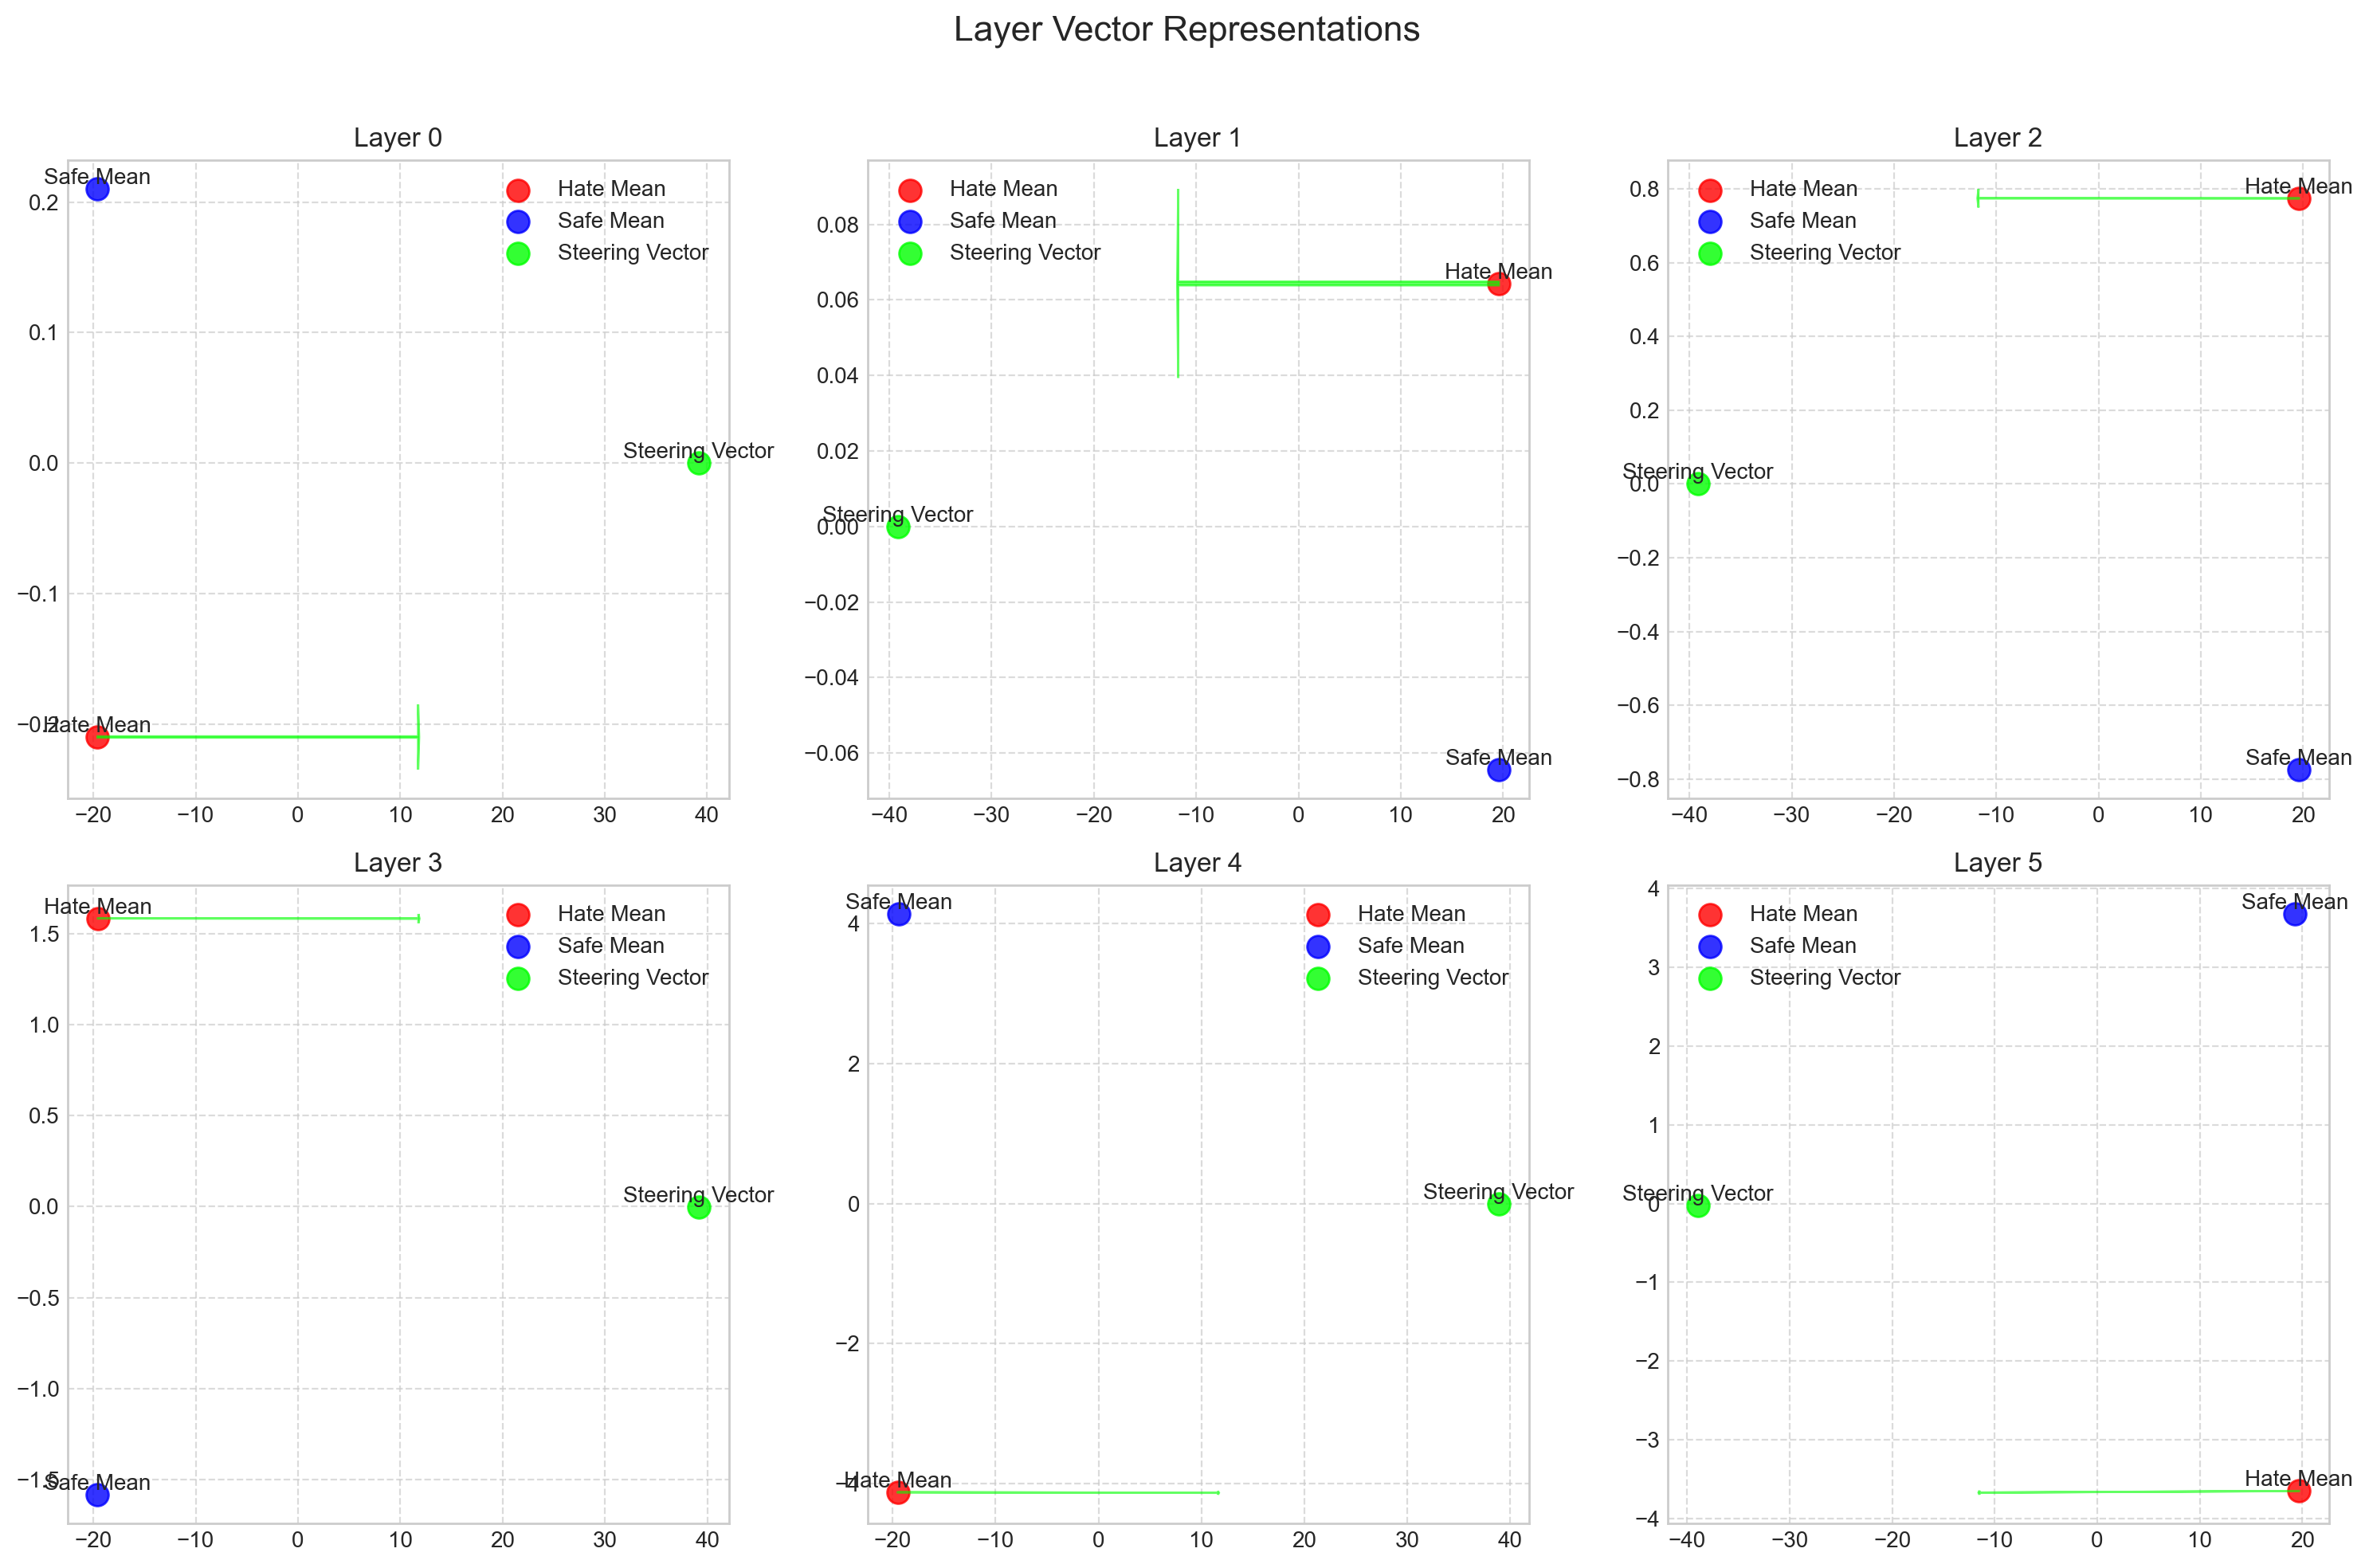 Layer Vector Representations
Layer 0
Safe Mean
Hate Mean
Safe Mean
Steering Vector
Steering Vector
Hate Mean
0.2
0.1
0.0
−0.1
−0.2
−20
−10
0
10
20
30
40
Layer 1
Hate Mean
Safe Mean
Steering Vector
Hate Mean
Steering Vector
Safe Mean
0.08
0.06
0.04
0.02
0.00
−0.02
−0.04
−0.06
−40
−30
−20
−10
0
10
20
Layer 2
Hate Mean
Safe Mean
Steering Vector
Hate Mean
Steering Vector
Safe Mean
0.8
0.6
0.4
0.2
0.0
−0.2
−0.4
−0.6
−0.8
−40
−30
−20
−10
0
10
20
Layer 3
Hate Mean
Hate Mean
Safe Mean
Steering Vector
Steering Vector
Safe Mean
1.5
1.0
0.5
0.0
−0.5
−1.0
−1.5
−20
−10
0
10
20
30
40
Layer 4
Safe Mean
Hate Mean
Safe Mean
Steering Vector
Steering Vector
Hate Mean
4
2
0
−2
−4
−20
−10
0
10
20
30
40
Layer 5
Hate Mean
Safe Mean
Steering Vector
Safe Mean
Steering Vector
Hate Mean
4
3
2
1
0
−1
−2
−3
−4
−40
−30
−20
−10
0
10
20